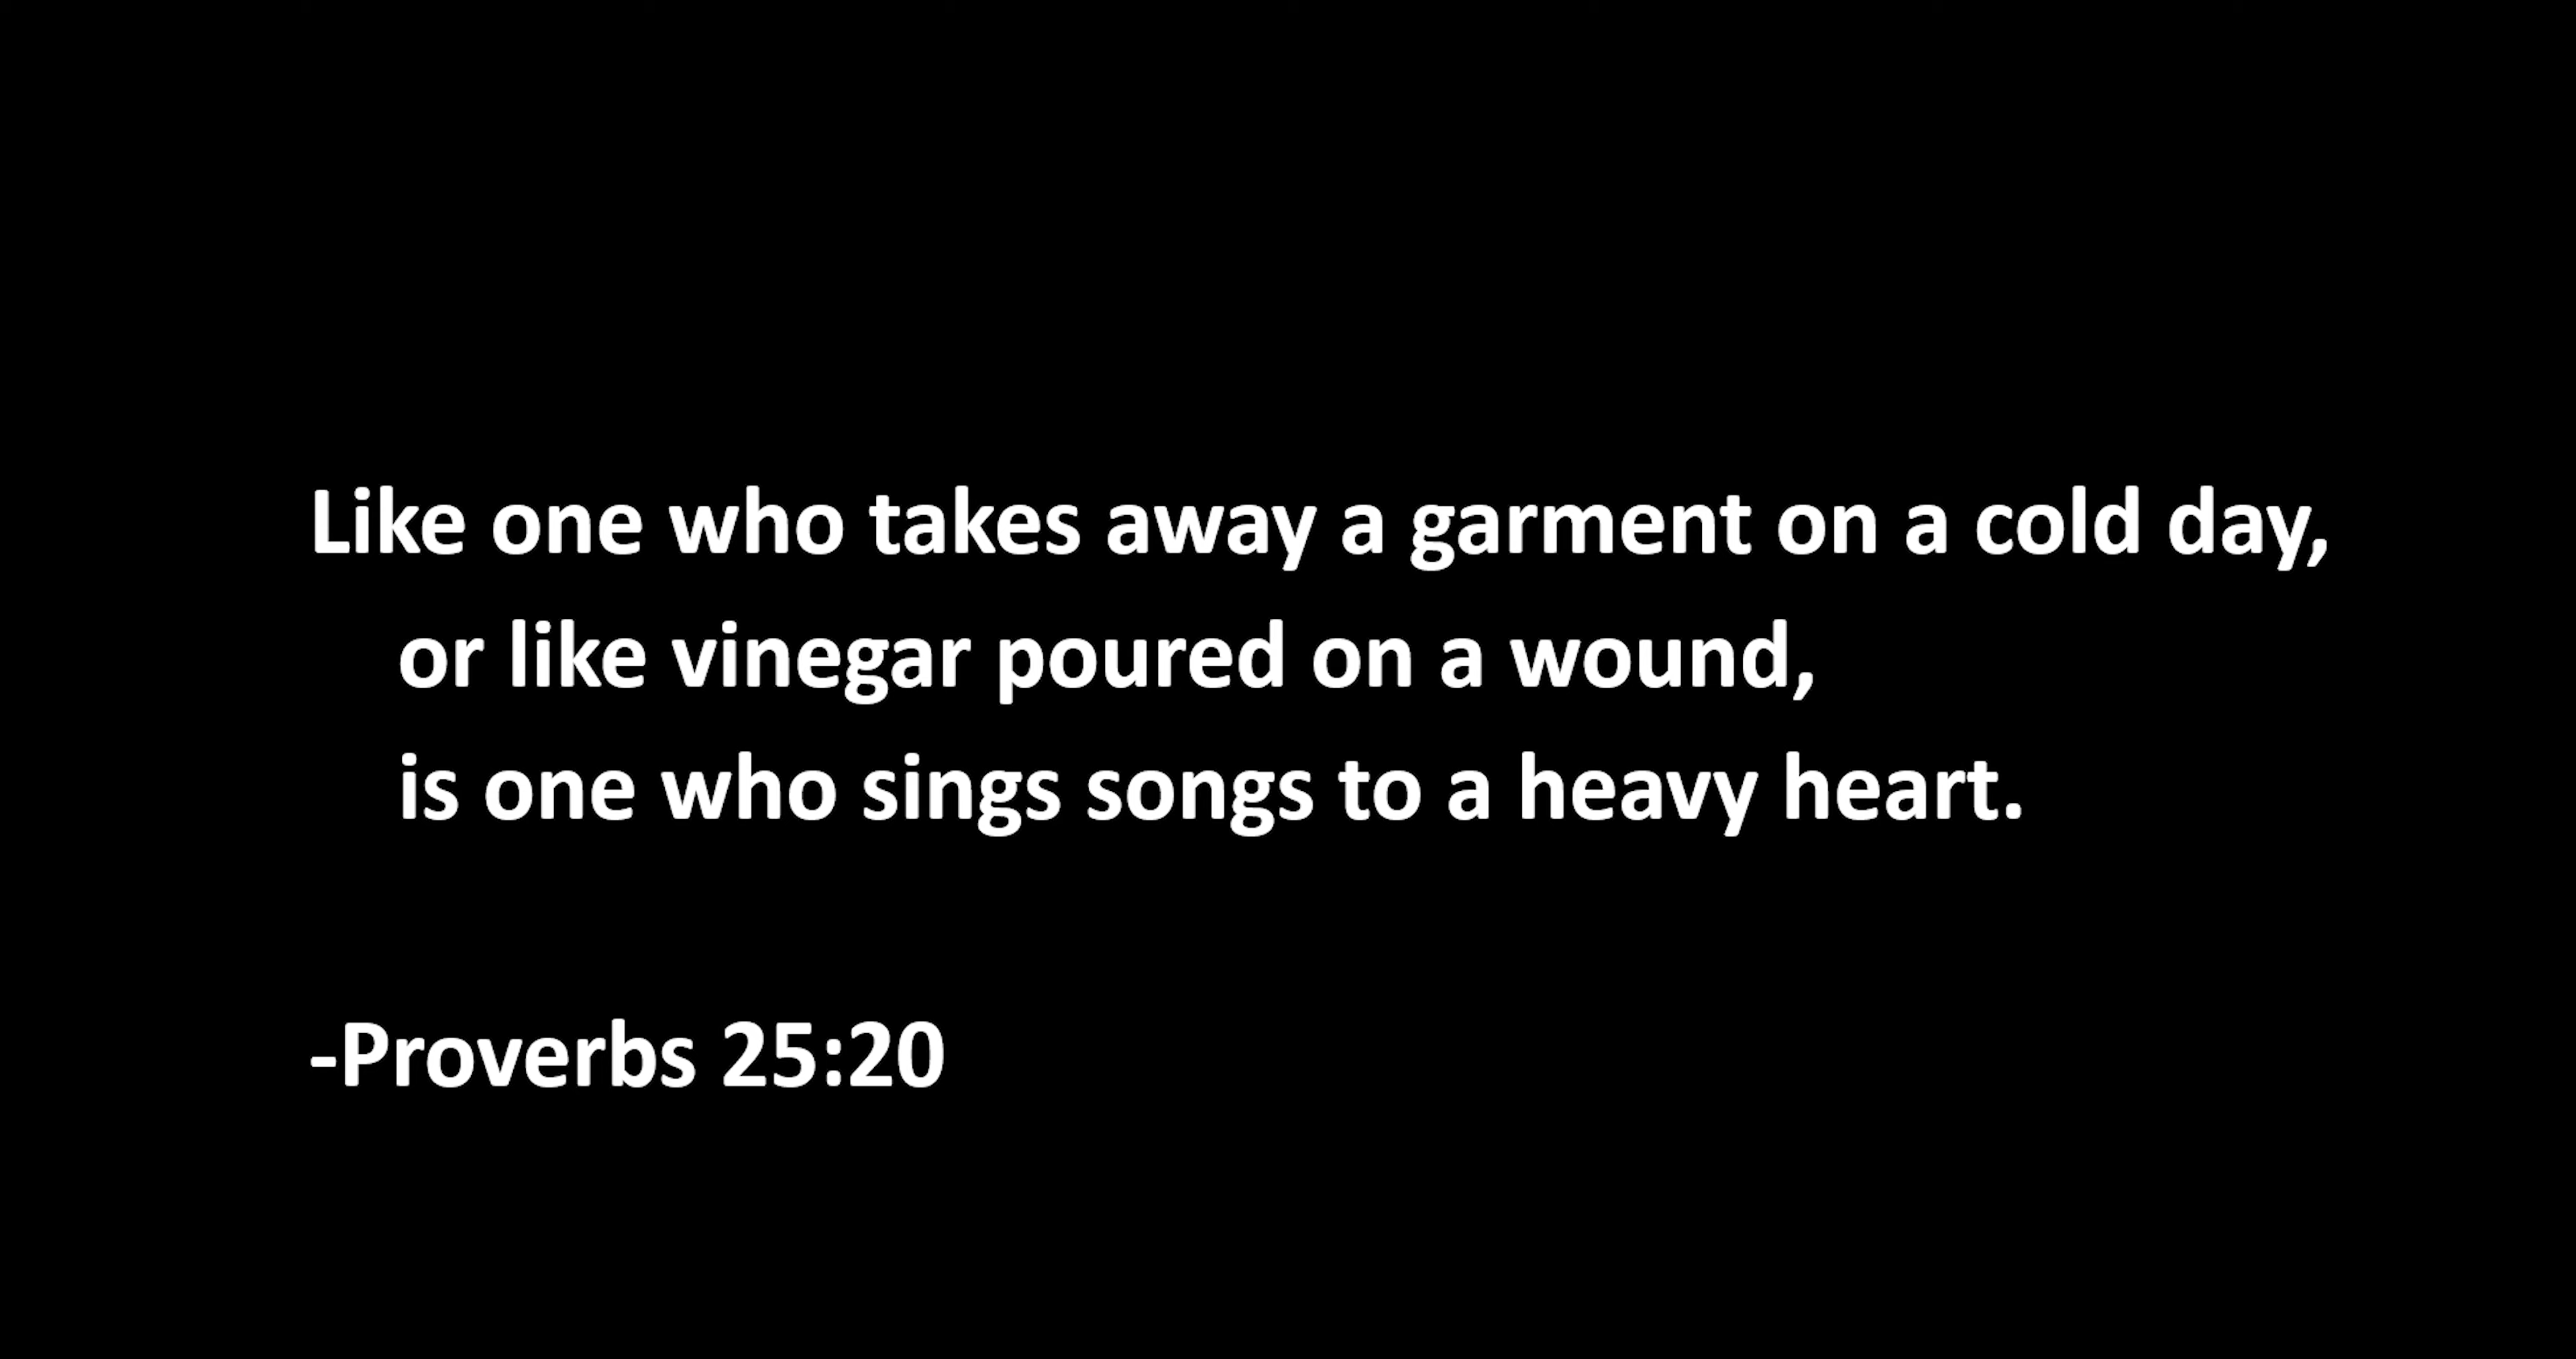 Like one who takes away a garment on a cold day,
or like vinegar poured on a wound,
is one who sings songs to a heavy heart.
-Proverbs 25:20